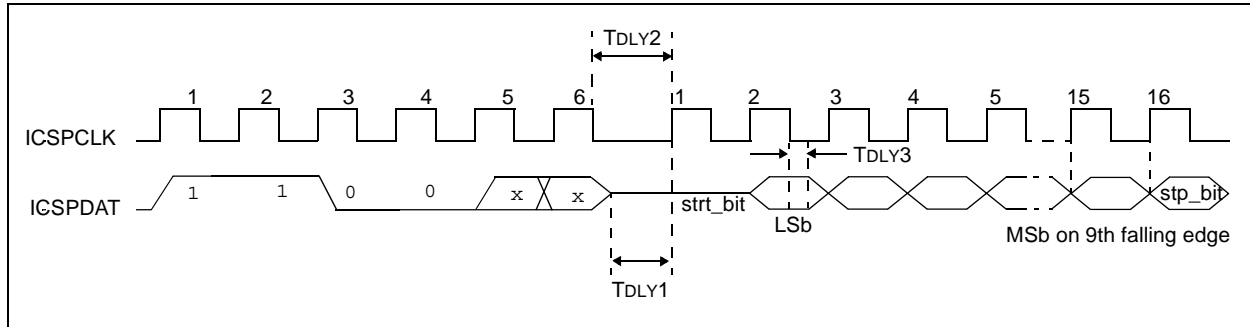 TDLY2
1 2 3 4 5 6 1 2 3 4 5 15 16
ICSPCLK
TDLY3
ICSPDAT
1 1 0 0 x x strt_bit stp_bit
LSb
MSb on 9th falling edge
TDLY1